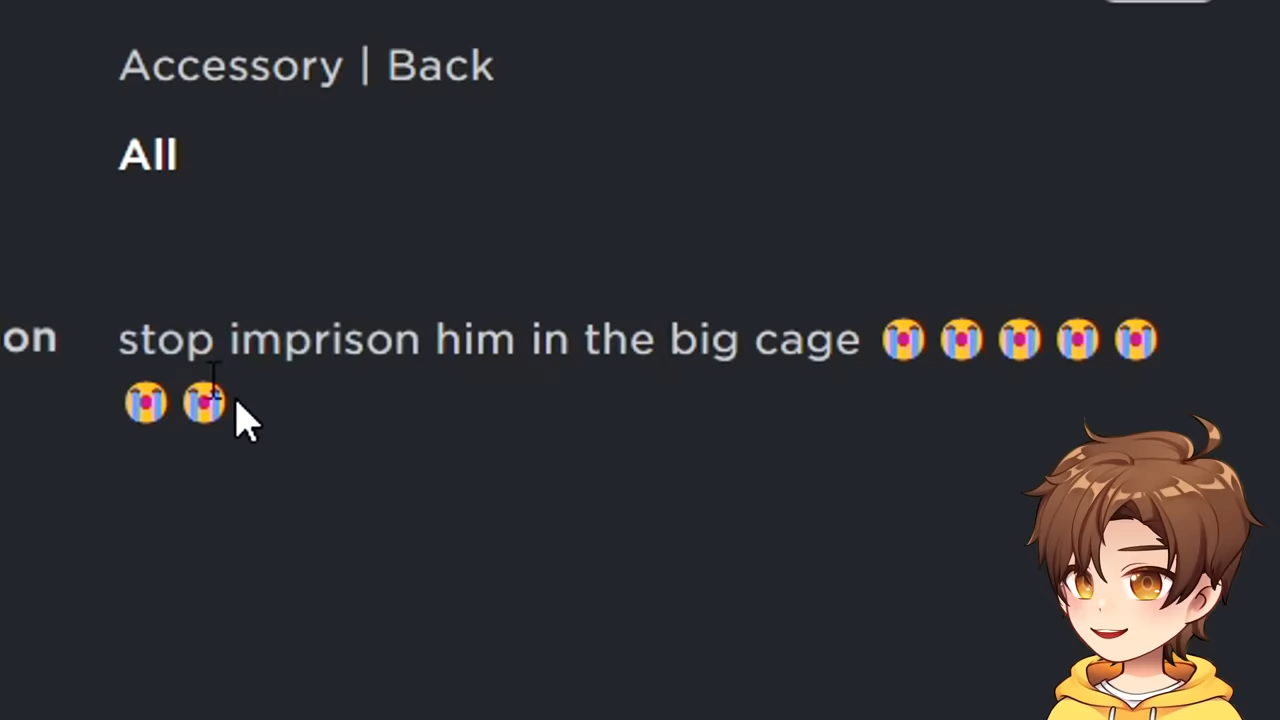 Accessory | Back
All
on stop imprison him in the big cage 😭😭😭😭😭
😭😭